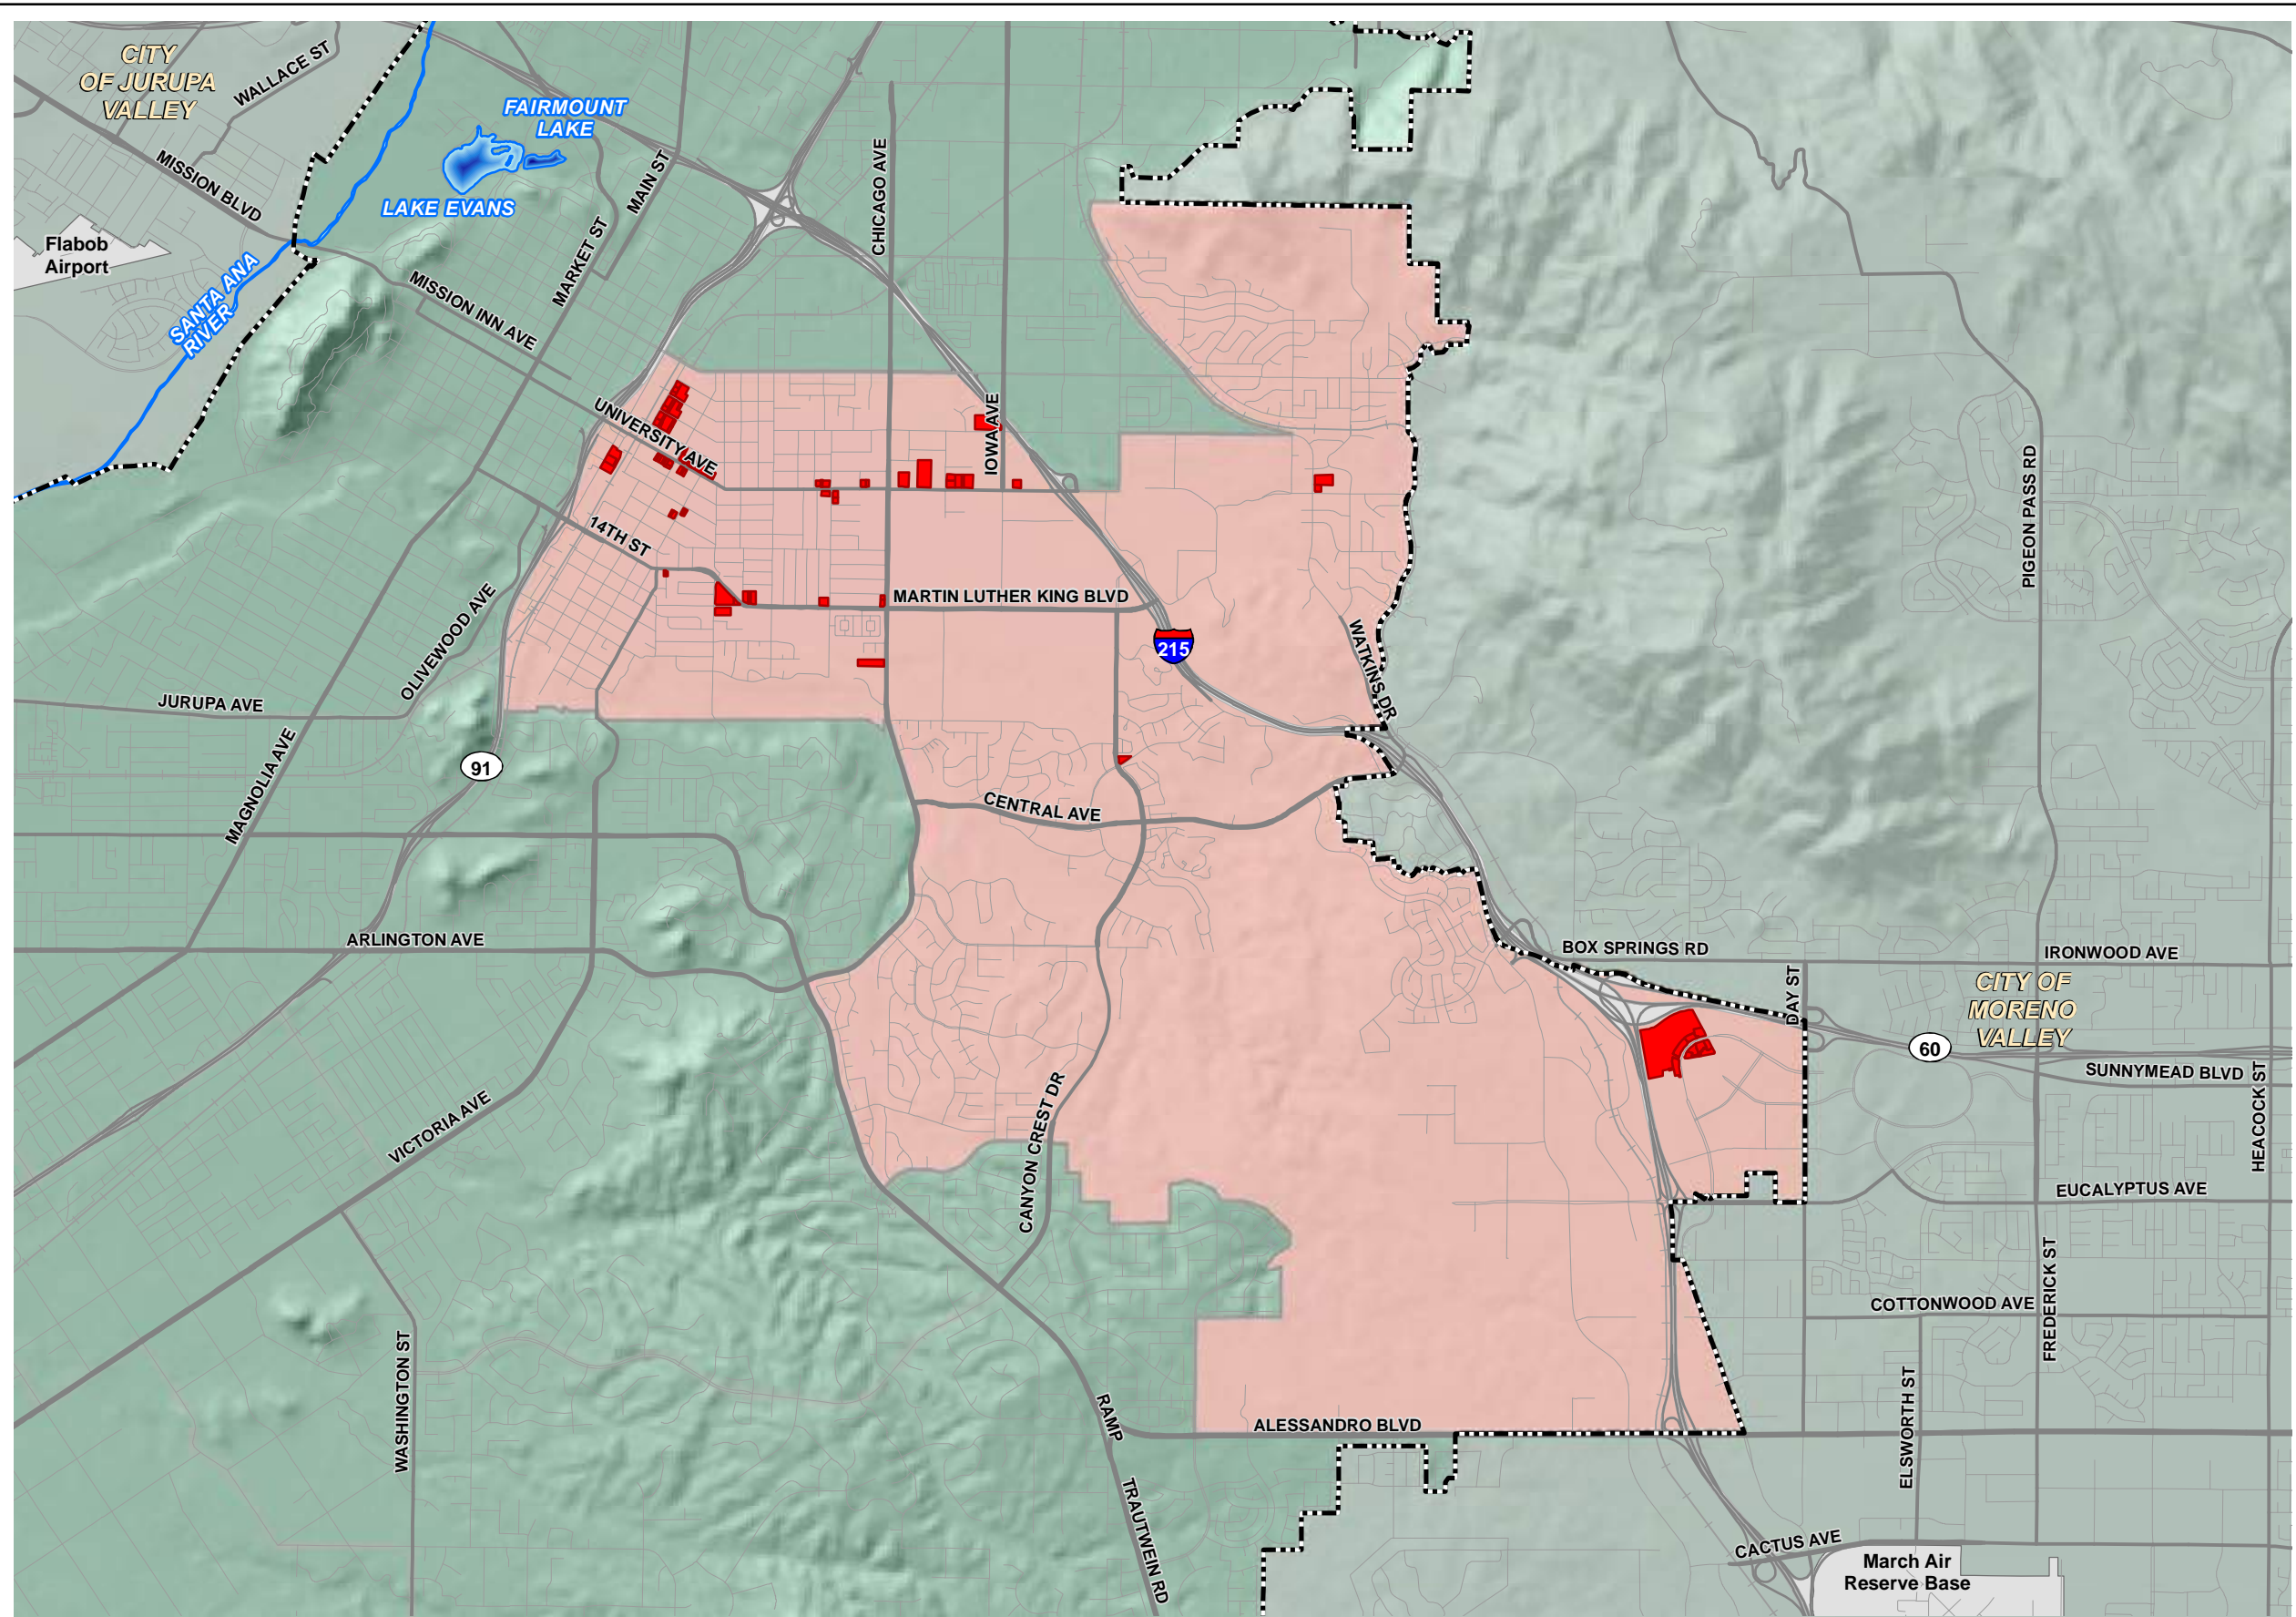 CITY
OF JURUPA
VALLEY
WALLACE ST
FAIRMOUNT
LAKE
MISSION BLVD
LAKE EVANS
MAIN ST
CHICAGO AVE
Flabob
Airport
SANTA ANA
RIVER
MARKET ST
MISSION INN AVE
UNIVERSITY AVE
IOWA AVE
PIGEON PASS RD
14TH ST
MARTIN LUTHER KING BLVD
OLIVEWOOD AVE
215
WATKINS DR
JURUPA AVE
91
MAGNOLIA AVE
CENTRAL AVE
ARLINGTON AVE
BOX SPRINGS RD
IRONWOOD AVE
DAY ST
CITY OF
MORENO
VALLEY
60
SUNNYMEAD BLVD
HEACOCK ST
VICTORIA AVE
CANYON CREST DR
EUCALYPTUS AVE
COTTONWOOD AVE
FREDERICK ST
WASHINGTON ST
RAMP
ALESSANDRO BLVD
ELSWORTH ST
TRAUTWEIN RD
CACTUS AVE
March Air
Reserve Base